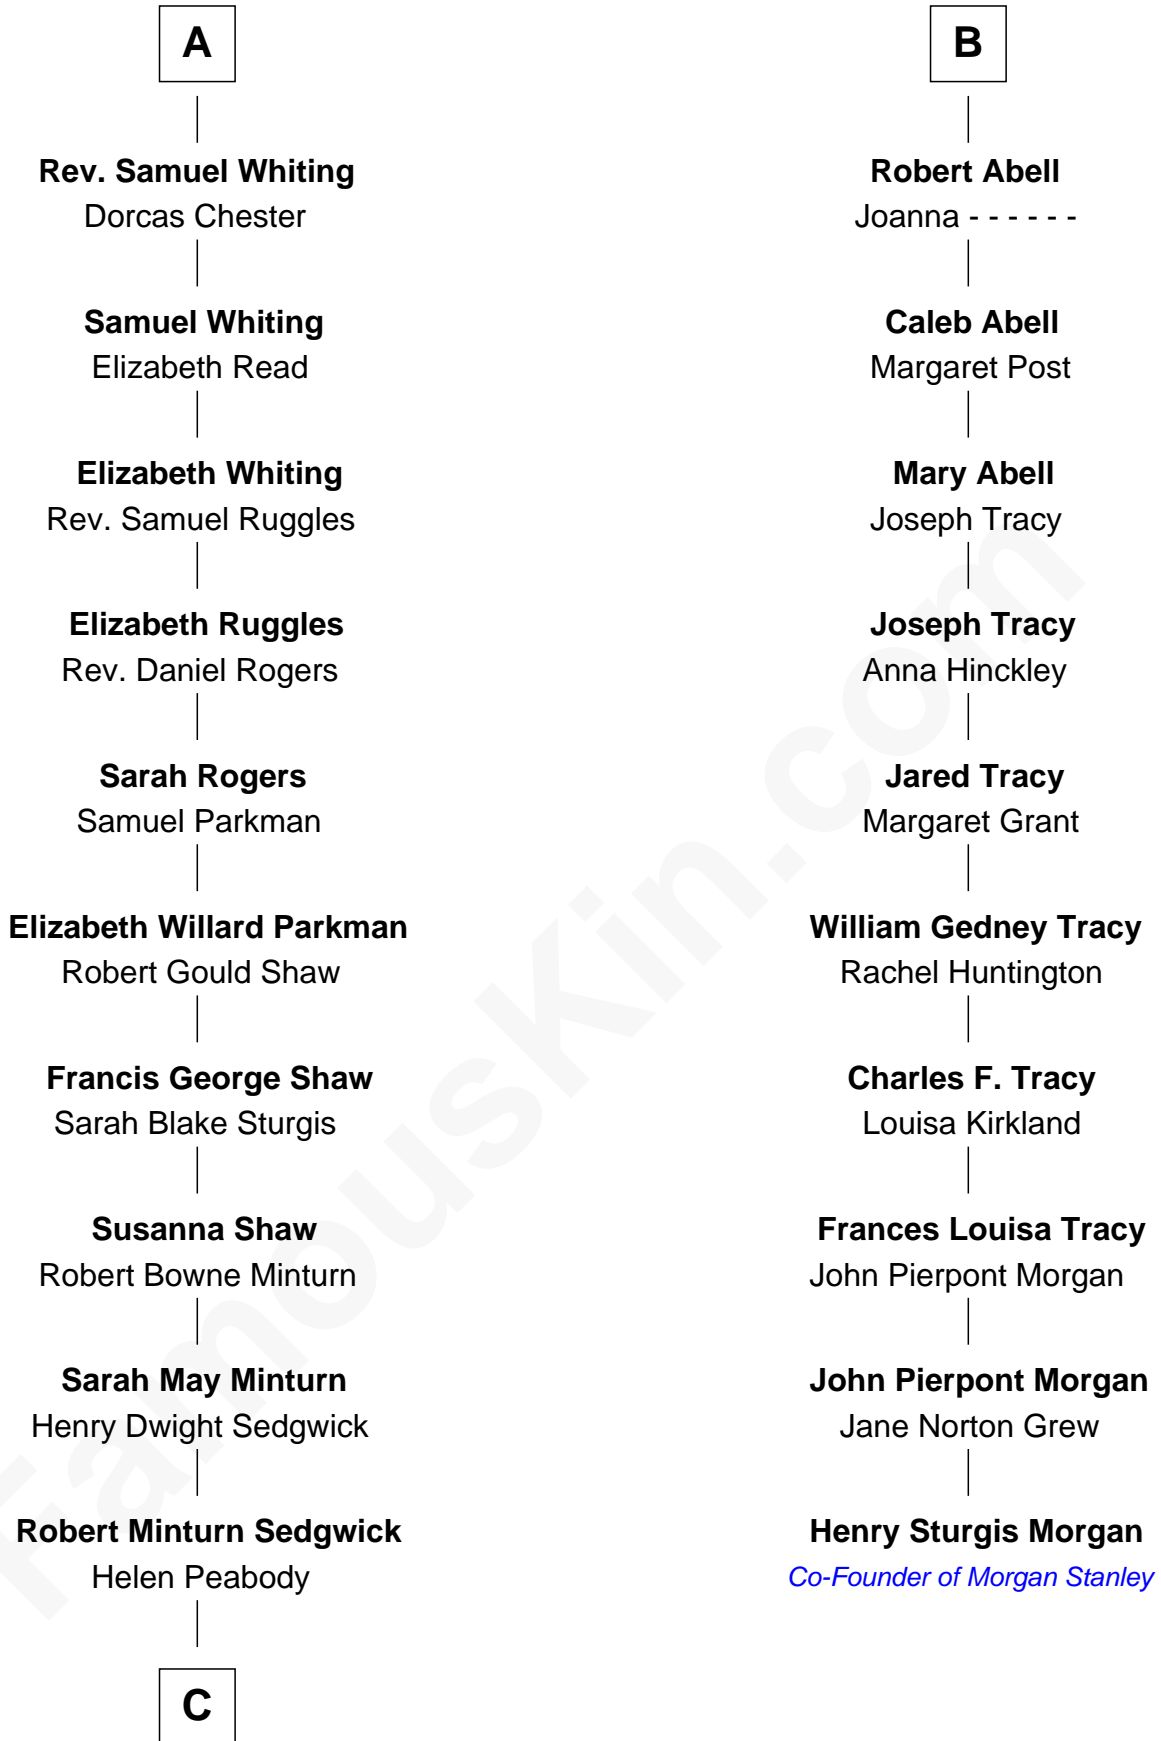 A
Rev. Samuel Whiting
Dorcas Chester
Samuel Whiting
Elizabeth Read
Elizabeth Whiting
Rev. Samuel Ruggles
Elizabeth Ruggles
Rev. Daniel Rogers
Sarah Rogers
Samuel Parkman
Elizabeth Willard Parkman
Robert Gould Shaw
Francis George Shaw
Sarah Blake Sturgis
Susanna Shaw
Robert Bowne Minturn
Sarah May Minturn
Henry Dwight Sedgwick
Robert Minturn Sedgwick
Helen Peabody
C
B
Robert Abell
Joanna - - - - - -
Caleb Abell
Margaret Post
Mary Abell
Joseph Tracy
Joseph Tracy
Anna Hinckley
Jared Tracy
Margaret Grant
William Gedney Tracy
Rachel Huntington
Charles F. Tracy
Louisa Kirkland
Frances Louisa Tracy
John Pierpont Morgan
John Pierpont Morgan
Jane Norton Grew
Henry Sturgis Morgan
Co-Founder of Morgan Stanley
FamousKin.com